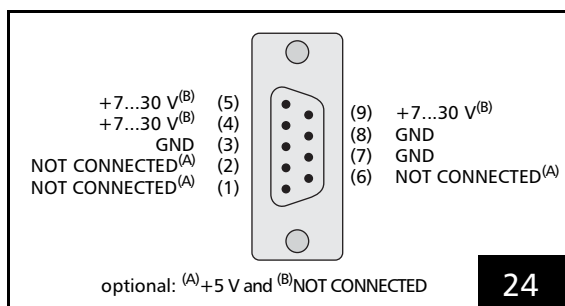 +7...30 V(B) (5)
+7...30 V(B) (4)
GND (3)
NOT CONNECTED(A) (2)
NOT CONNECTED(A) (1)
(9) +7...30 V(B)
(8) GND
(7) GND
(6) NOT CONNECTED(A)
optional: (A)+5 V and (B)NOT CONNECTED
24